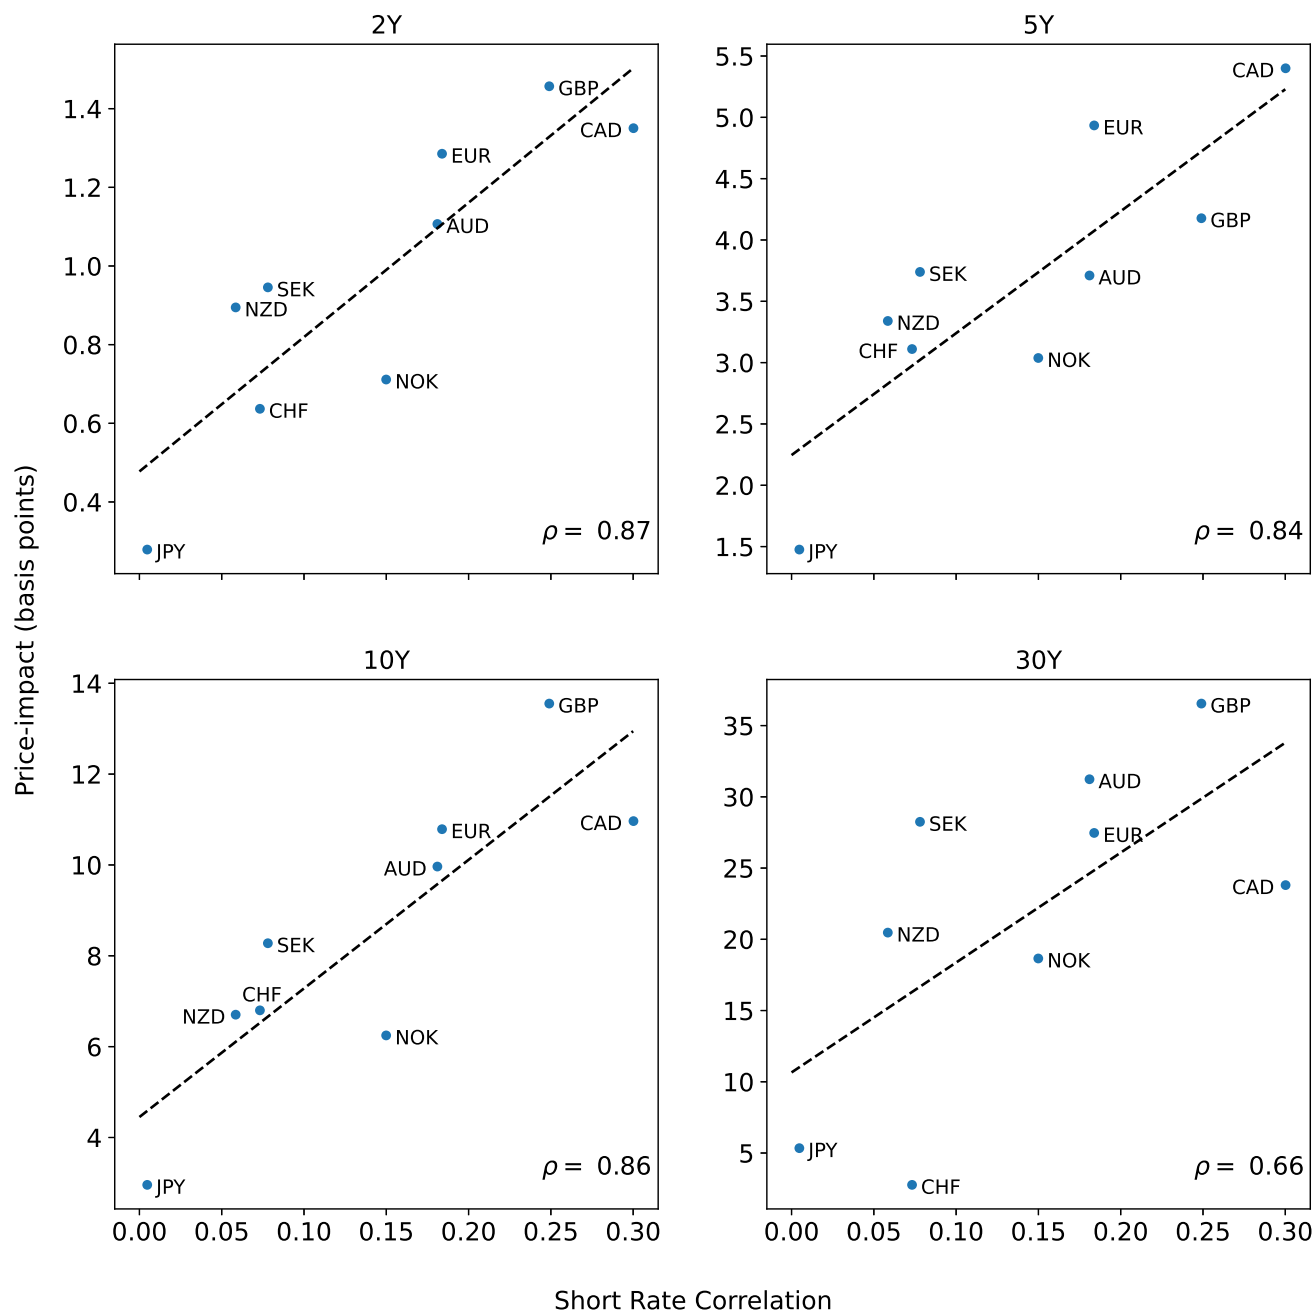 2Y
1.4
1.2
1.0
0.8
0.6
0.4
GBP
CAD
EUR
AUD
SEK
NZD
NOK
CHF
JPY
ρ = 0.87
5Y
5.5
5.0
4.5
4.0
3.5
3.0
2.5
2.0
1.5
CAD
EUR
GBP
SEK
AUD
NZD
CHF
NOK
JPY
ρ = 0.84
Price-impact (basis points)
10Y
14
12
10
8
6
4
GBP
CAD
EUR
AUD
SEK
CHF
NZD
NOK
JPY
ρ = 0.86
0.00 0.05 0.10 0.15 0.20 0.25 0.30
30Y
35
30
25
20
15
10
5
GBP
AUD
SEK
EUR
CAD
NZD
NOK
JPY
CHF
ρ = 0.66
0.00 0.05 0.10 0.15 0.20 0.25 0.30
Short Rate Correlation